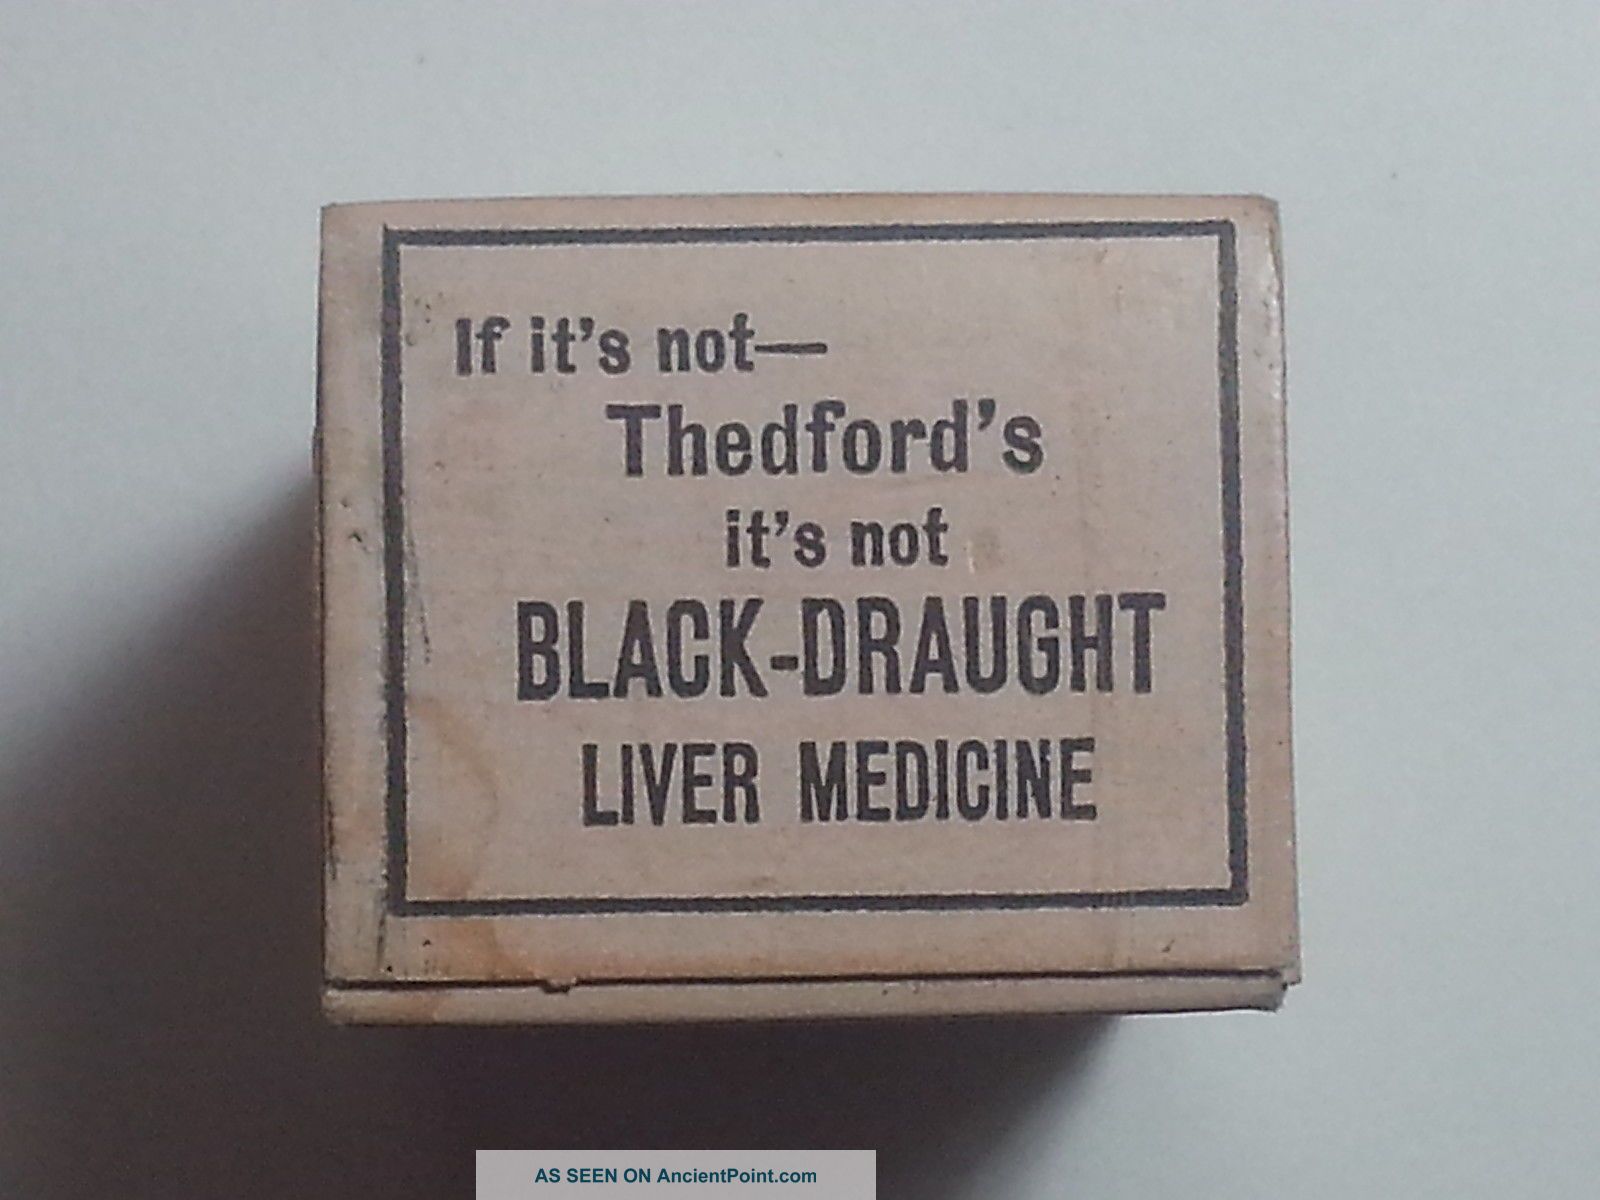 If it's not—
Thedford's
it's not
BLACK-DRAUGHT
LIVER MEDICINE
AS SEEN ON AncientPoint.com